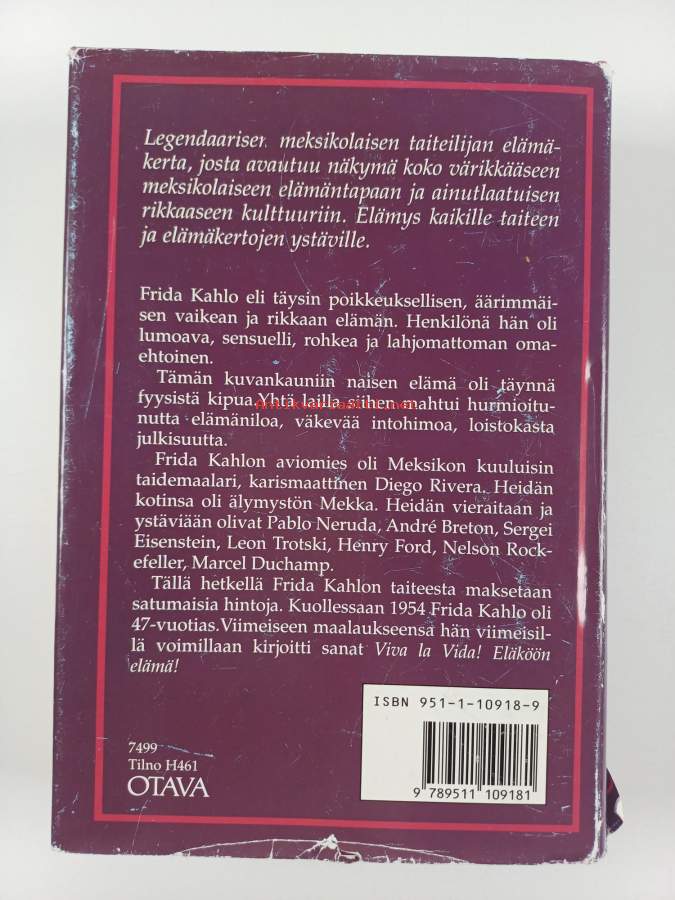 Legendaarisen meksikolaisen taiteilijan elämä-
kerta, josta avautuu näkymä koko värikkääseen
meksikolaiseen elämäntapaan ja ainutlaatuisen
rikkaaseen kulttuuriin. Elämys kaikille taiteen
ja elämäkertojen ystäville.
Frida Kahlo eli täysin poikkeuksellisen, äärimmäi-
sen vaikean ja rikkaan elämän. Henkilönä hän oli
lumoava, sensuelli, rohkea ja lahjomattoman oma-
ehtoinen.
Tämän kuvankauniin naisen elämä oli täynnä
fyysistä kipua. Yhtä lailla siihen mahtui hurmioitu-
nutta elämäniloa, väkevää intohimoa, loistokasta
julkisuutta.
Frida Kahlon aviomies oli Meksikon kuuluisin
taidemaalari, karismaattinen Diego Rivera. Heidän
kotinsa oli älymystön Mekka. Heidän vieraitaan ja
ystäviään olivat Pablo Neruda, André Breton, Sergei
Eisenstein, Leon Trotski, Henry Ford, Nelson Rock-
efeller, Marcel Duchamp.
Tällä hetkellä Frida Kahlon taiteesta maksetaan
satumaisia hintoja. Kuollessaan 1954 Frida Kahlo oli
47-vuotias.Viimeiseen maalaukseensa hän viimeisil-
lä voimillaan kirjoitti sanat Viva la Vida! Eläköön
elämä!
ISBN 951-1-10918-9
9 789511 109181
7499
Tilno H461
OTAVA